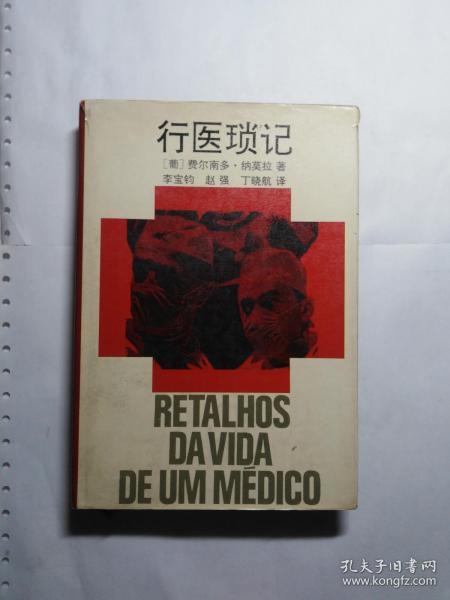 行医琐记
[葡] 费尔南多·纳莫拉 著
李宝钧 赵强 丁晓航 译
RETALHOS
DA VIDA
DE UM MÉDICO
孔夫子旧书网
www.kongfz.com